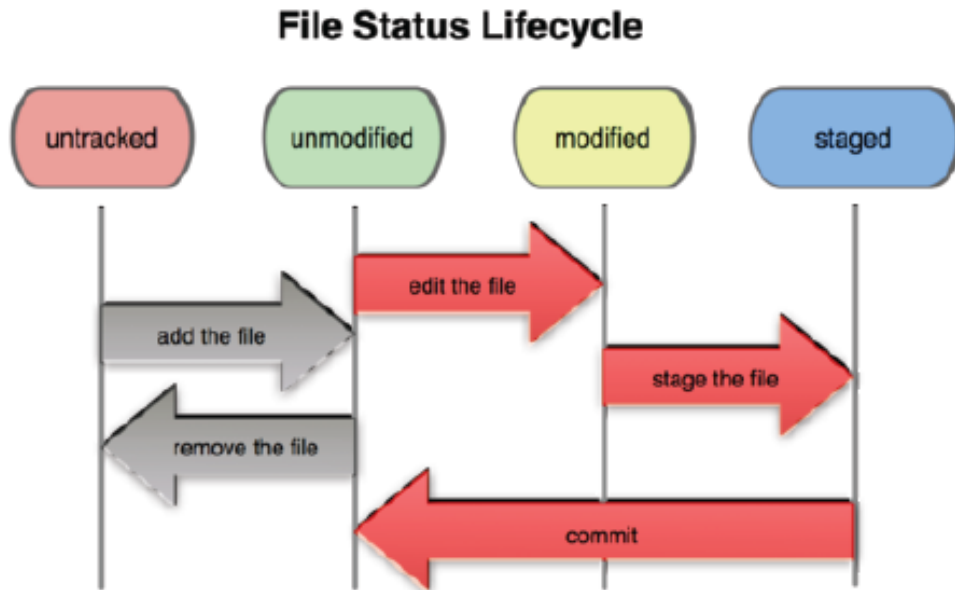 File Status Lifecycle
untracked
unmodified
modified
staged
edit the file
add the file
stage the file
remove the file
commit